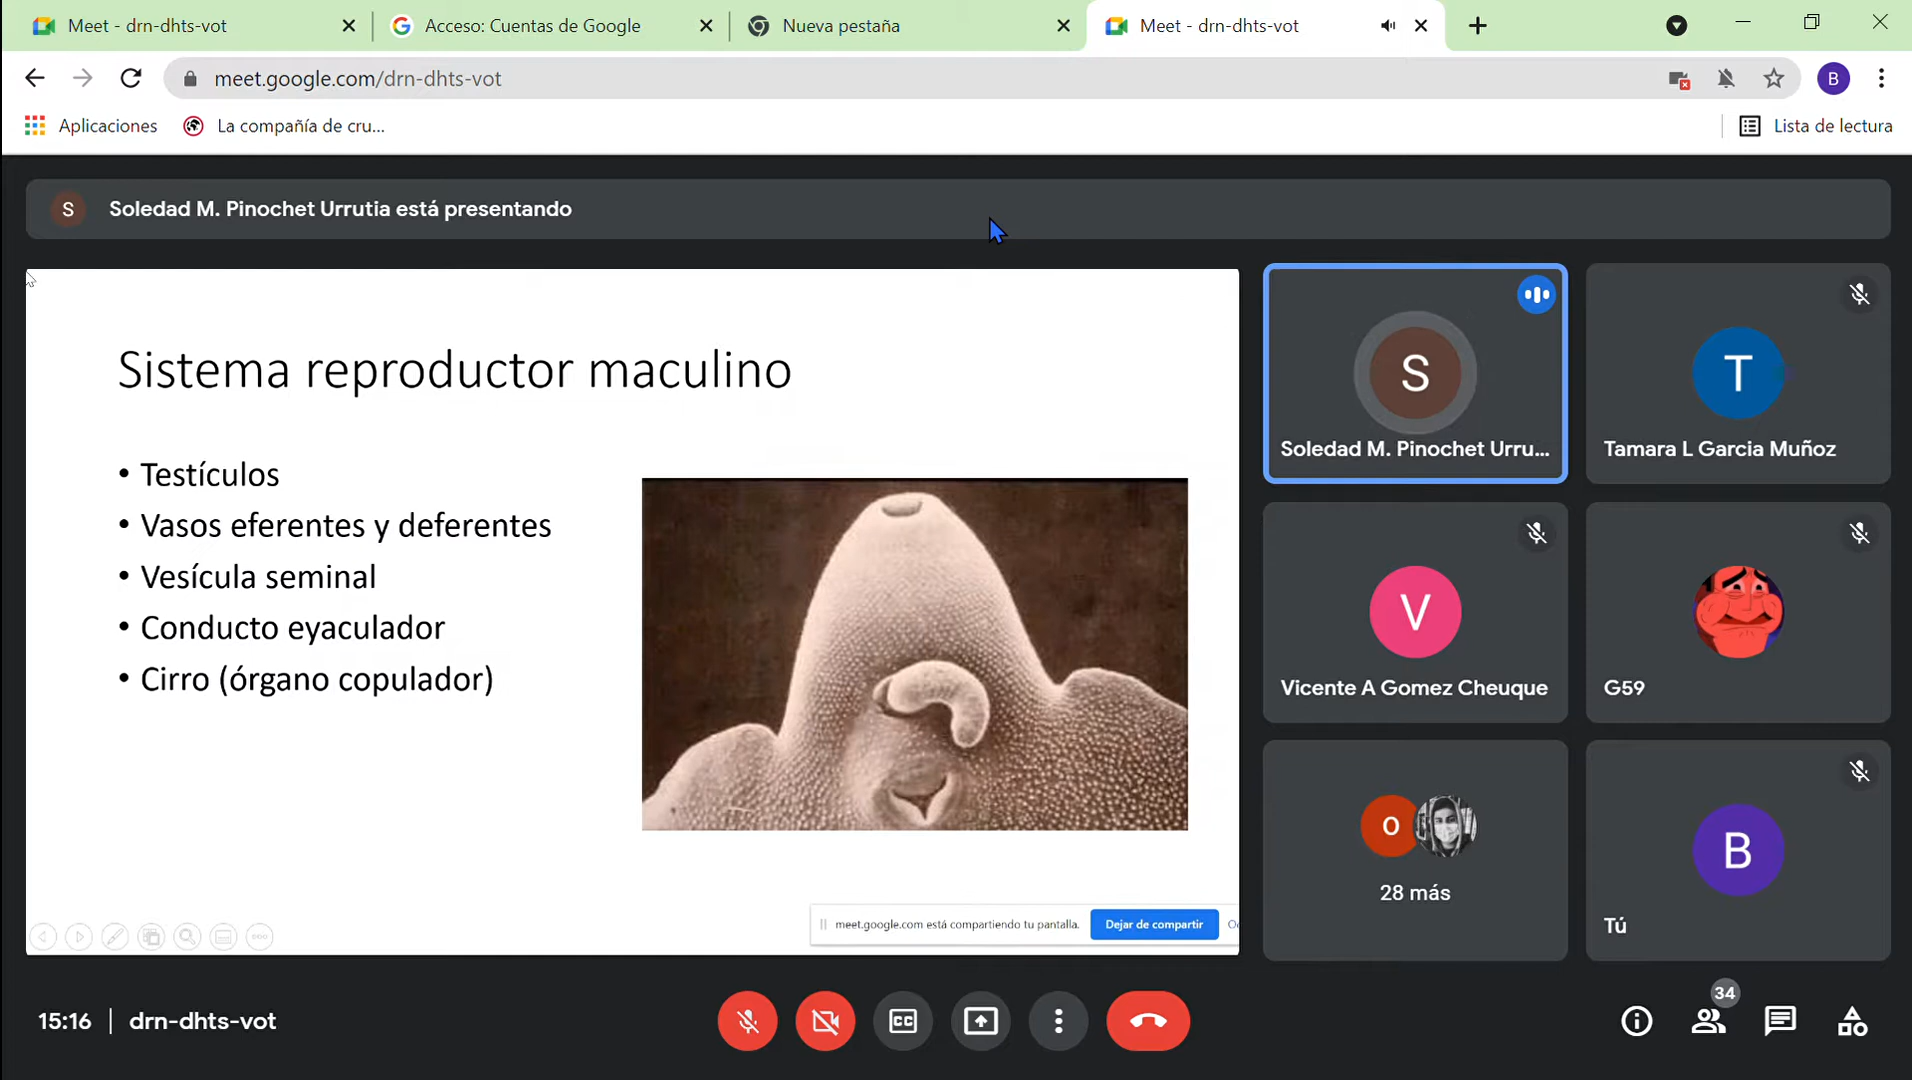 Meet - drn-dhts-vot
Acceso: Cuentas de Google
Nueva pestaña
Meet - drn-dhts-vot
meet.google.com/drn-dhts-vot
B
Aplicaciones
La compañía de cru...
Lista de lectura
S
Soledad M. Pinochet Urrutia está presentando
Sistema reproductor maculino
• Testículos
• Vasos eferentes y deferentes
• Vesícula seminal
• Conducto eyaculador
• Cirro (órgano copulador)
meet.google.com está compartiendo tu pantalla.
Dejar de compartir
S
Soledad M. Pinochet Urru...
T
Tamara L Garcia Muñoz
V
Vicente A Gomez Cheuque
G59
O
28 más
B
Tú
15:16 | drn-dhts-vot
CC
34